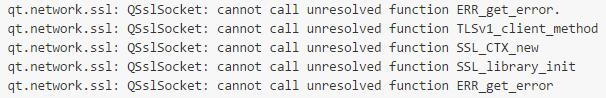 qt.network.ssl: QSslSocket: cannot call unresolved function ERR_get_error.
qt.network.ssl: QSslSocket: cannot call unresolved function TLSv1_client_method
qt.network.ssl: QSslSocket: cannot call unresolved function SSL_CTX_new
qt.network.ssl: QSslSocket: cannot call unresolved function SSL_library_init
qt.network.ssl: QSslSocket: cannot call unresolved function ERR_get_error